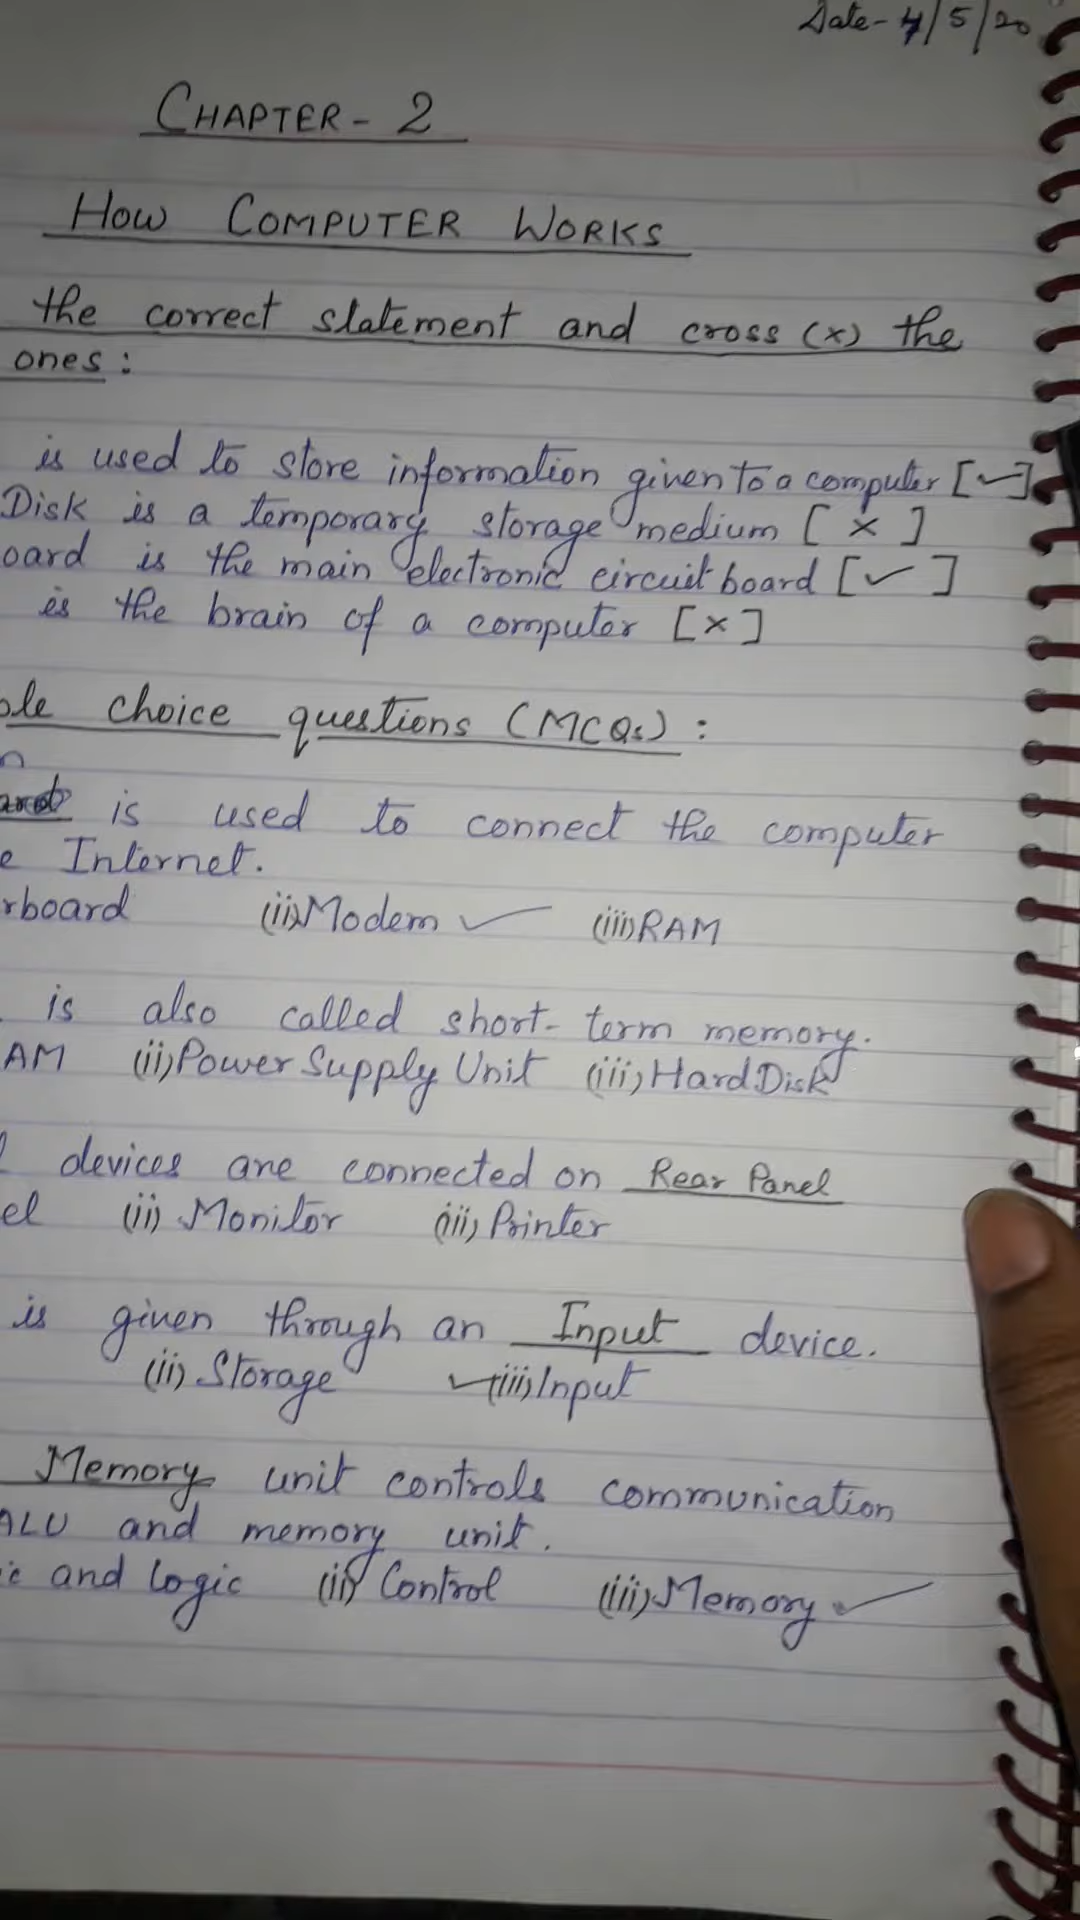 Date- 4/5/20
CHAPTER - 2
HOW COMPUTER WORKS
the correct statement and cross (x) the
ones :
is used to store information given to a computer [✓]
Disk is a temporary storage medium [ x ]
oard is the main electronic circuit board [✓]
is the brain of a computer [x]
ple choice questions (MCQs) :
is used to connect the computer
e Internet.
rboard (ii) Modem ✓ (iii) RAM
is also called short-term memory.
AM (ii) Power Supply Unit (iii) Hard Disk
l devices are connected on Rear Panel
el (ii) Monitor (iii) Printer
is given through an Input device.
(ii) Storage ✓(iii) Input
Memory unit controls communication
ALU and memory unit.
ic and logic (ii) Control (iii) Memory ✓